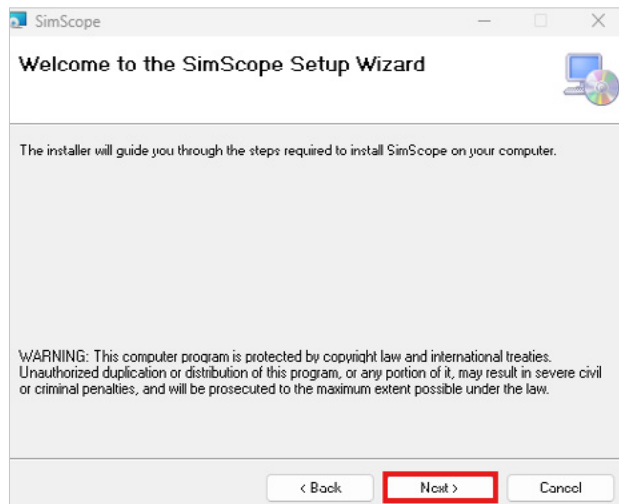 SimScope
Welcome to the SimScope Setup Wizard
The installer will guide you through the steps required to install SimScope on your computer.
WARNING: This computer program is protected by copyright law and international treaties.
Unauthorized duplication or distribution of this program, or any portion of it, may result in severe civil
or criminal penalties, and will be prosecuted to the maximum extent possible under the law.
< Back
Next >
Cancel